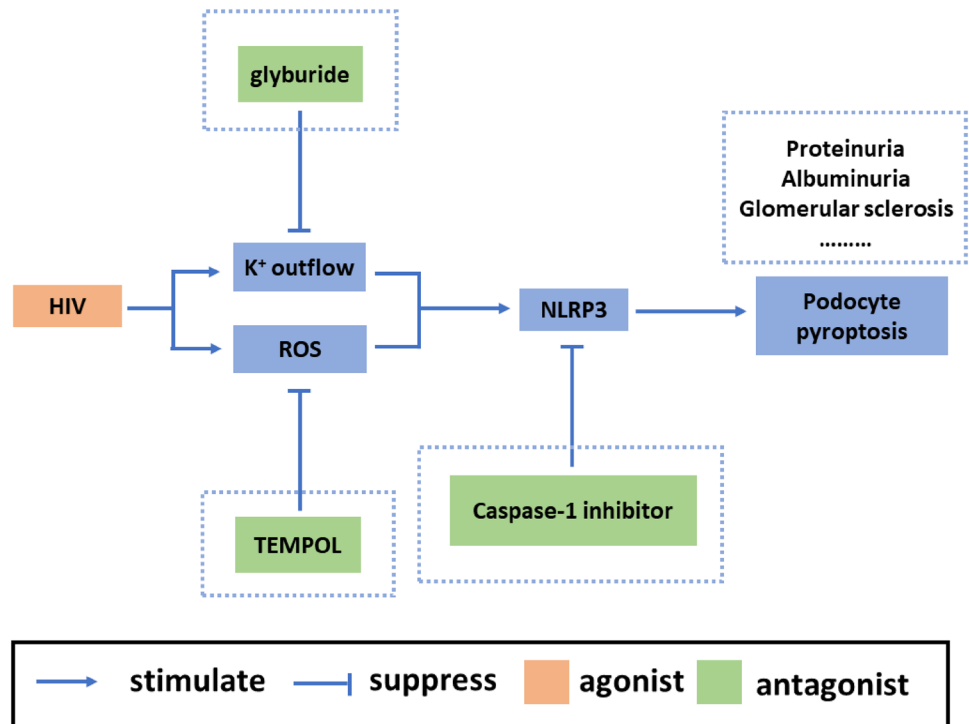 glyburide
Proteinuria
Albuminuria
Glomerular sclerosis
………
K⁺ outflow
HIV
NLRP3
Podocyte
pyroptosis
ROS
Caspase-1 inhibitor
TEMPOL
stimulate
suppress
agonist
antagonist